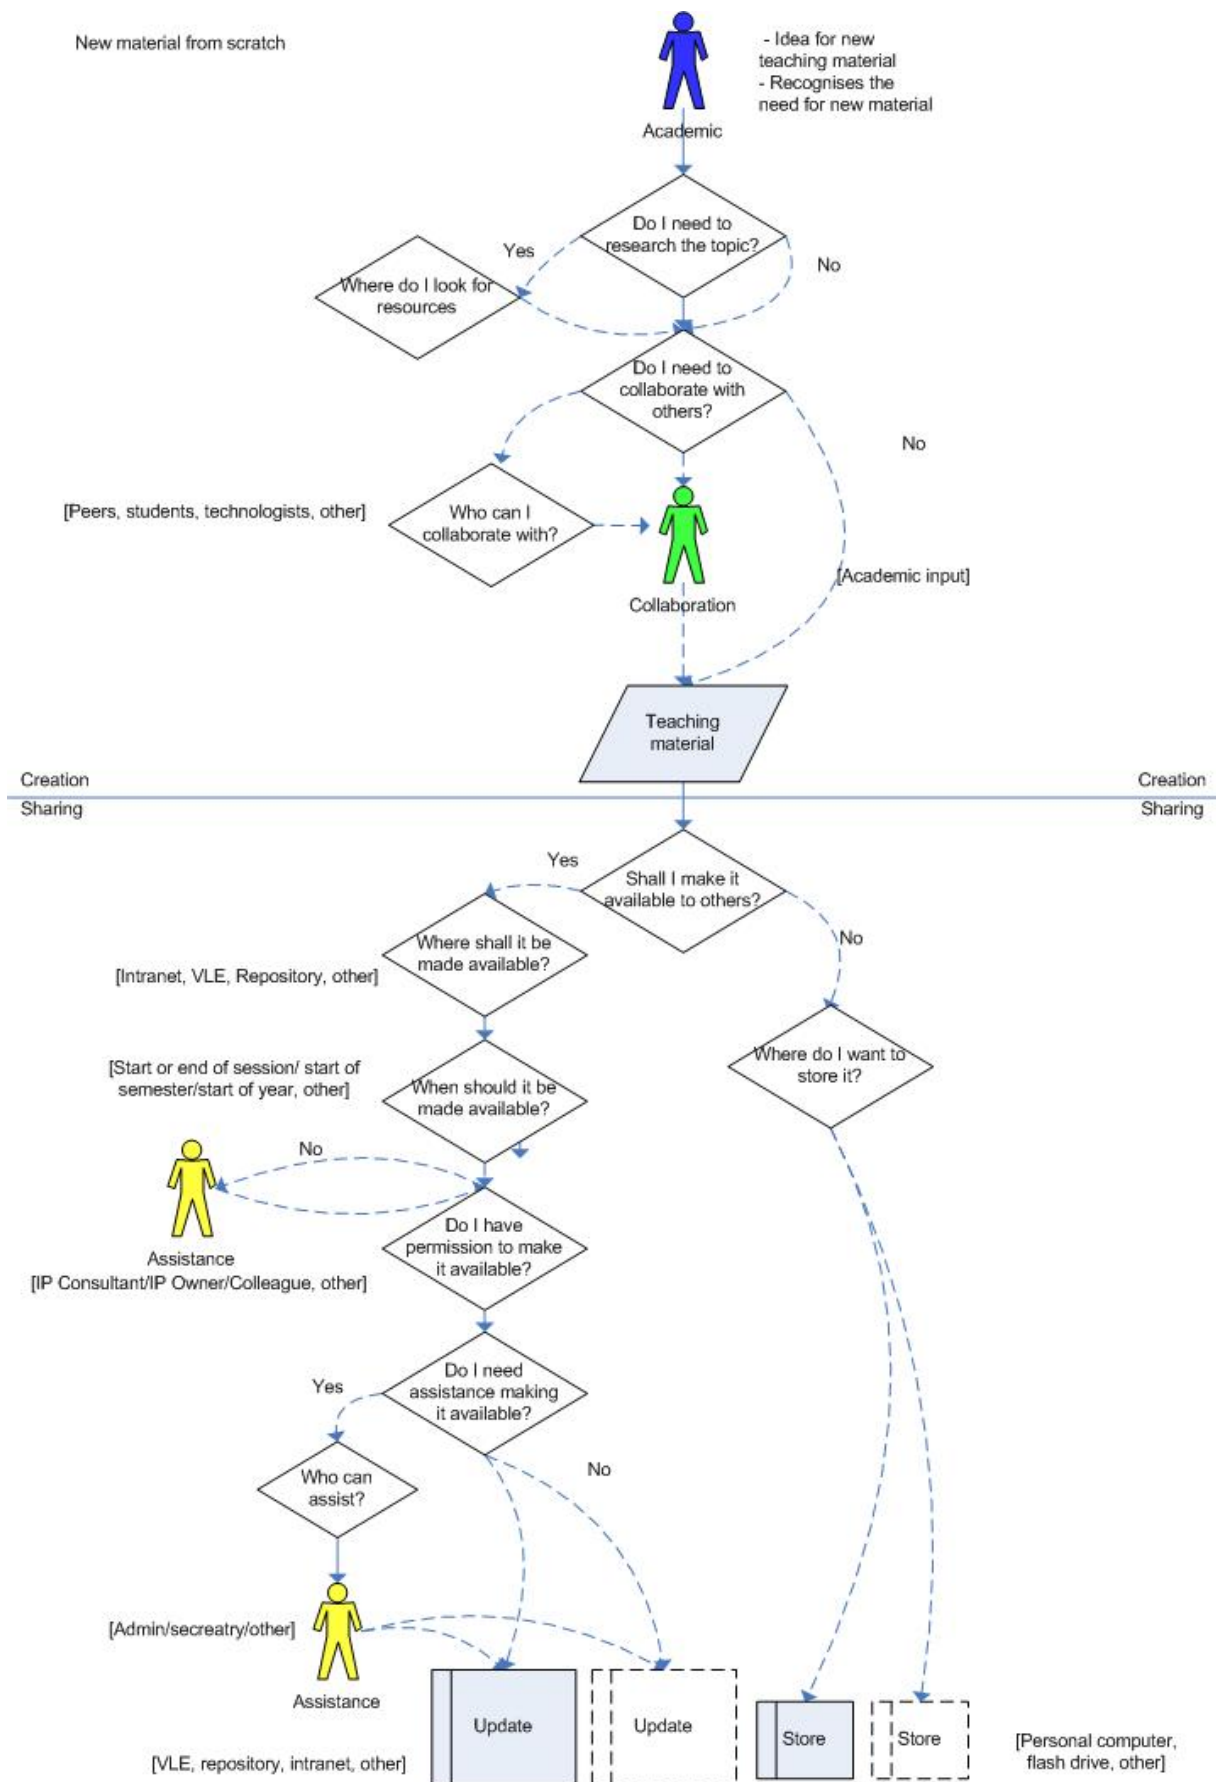 New material from scratch
- Idea for new
teaching material
- Recognises the
need for new material
Academic
Do I need to
research the topic?
Yes
No
Where do I look for
resources
Do I need to
collaborate with
others?
No
[Peers, students, technologists, other]
Who can I
collaborate with?
[Academic input]
Collaboration
Teaching
material
Creation
Creation
Sharing
Sharing
Yes
Shall I make it
available to others?
No
Where shall it be
made available?
[Intranet, VLE, Repository, other]
Where do I want to
store it?
[Start or end of session/ start of
semester/start of year, other]
When should it be
made available?
No
Assistance
[IP Consultant/IP Owner/Colleague, other]
Do I have
permission to make
it available?
Do I need
assistance making
it available?
Yes
No
Who can
assist?
[Admin/secreatry/other]
Assistance
Update
Update
Store
Store
[VLE, repository, intranet, other]
[Personal computer,
flash drive, other]